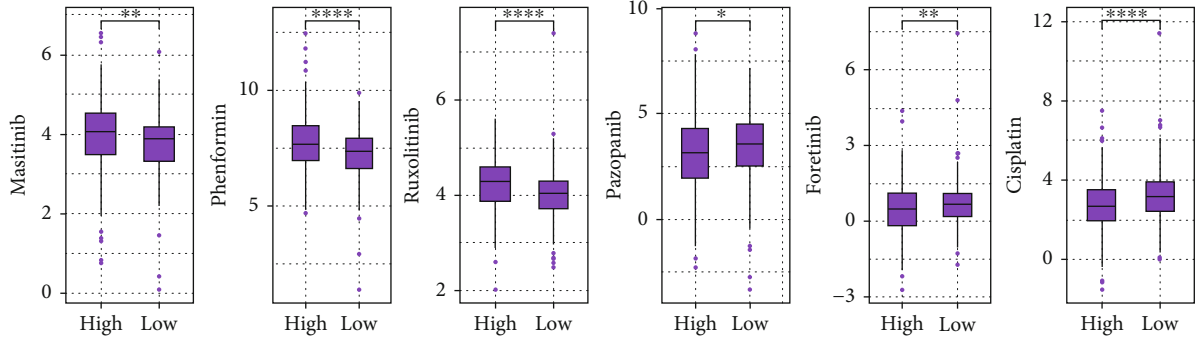 Masitinib
**
6
4
2
0
High Low
Phenformin
****
10
5
High Low
Ruxolitinib
****
6
4
2
High Low
Pazopanib
*
10
5
0
−4
High Low
Foretinib
**
6
3
0
−3
High Low
Cisplatin
****
12
8
4
0
High Low